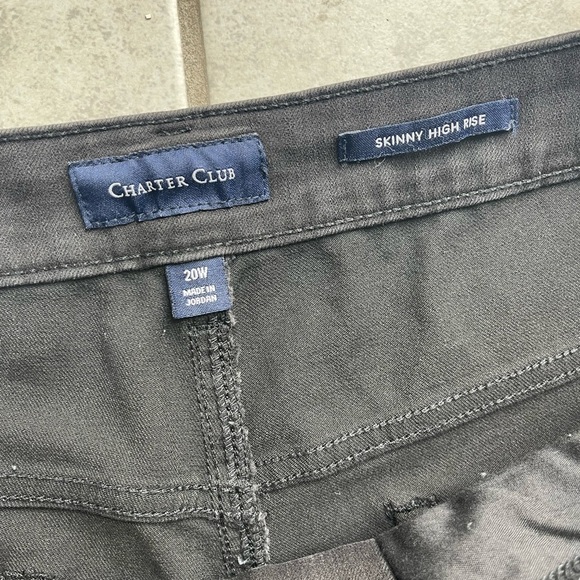 CHARTER CLUB
SKINNY HIGH RISE
20W
MADE IN
JORDAN